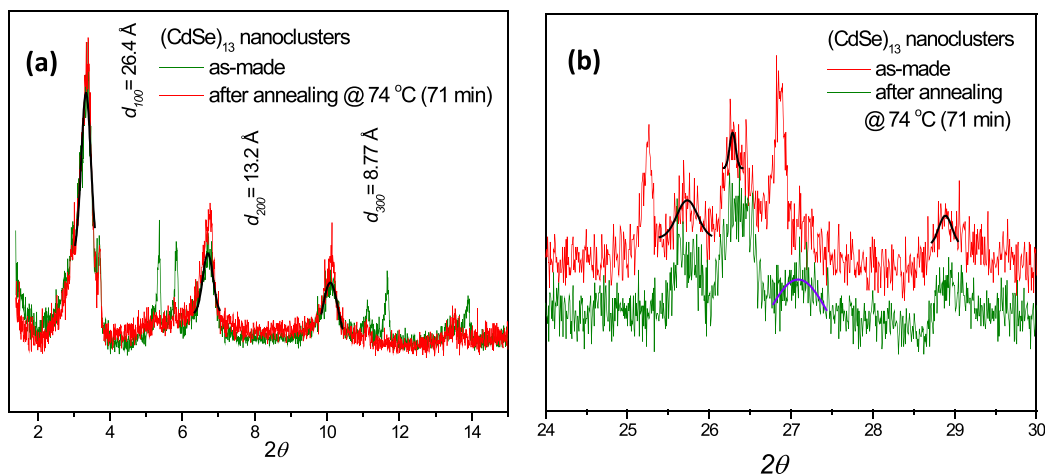 (a)
(CdSe)13 nanoclusters
as-made
after annealing @ 74 °C (71 min)
d100 = 26.4 Å
d200 = 13.2 Å
d300 = 8.77 Å
2 4 6 8 10 12 14
2θ
(b)
(CdSe)13 nanoclusters
as-made
after annealing
@ 74 °C (71 min)
24 25 26 27 28 29 30
2θ